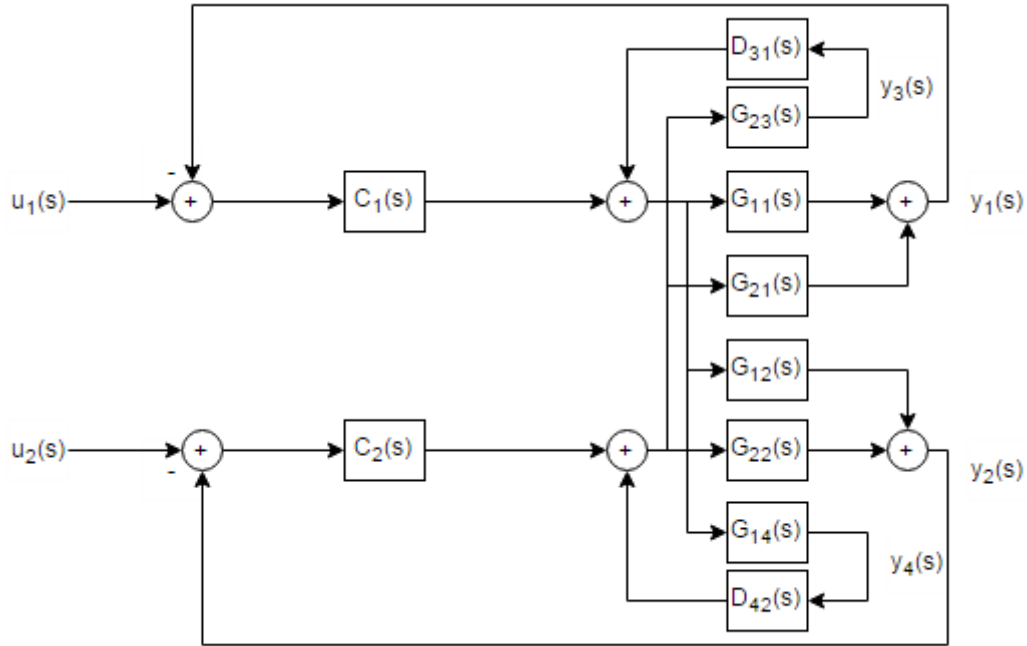 D31(s)
y3(s)
G23(s)
-
u1(s)
+
C1(s)
+
G11(s)
+
y1(s)
G21(s)
G12(s)
u2(s)
+
C2(s)
+
G22(s)
+
y2(s)
-
G14(s)
y4(s)
D42(s)